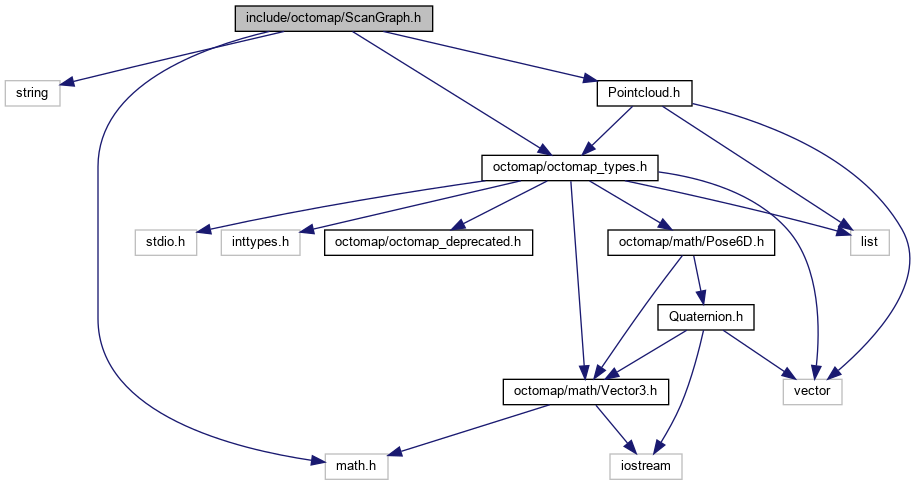 include/octomap/ScanGraph.h
string
Pointcloud.h
octomap/octomap_types.h
stdio.h
inttypes.h
octomap/octomap_deprecated.h
octomap/math/Pose6D.h
list
Quaternion.h
octomap/math/Vector3.h
vector
math.h
iostream